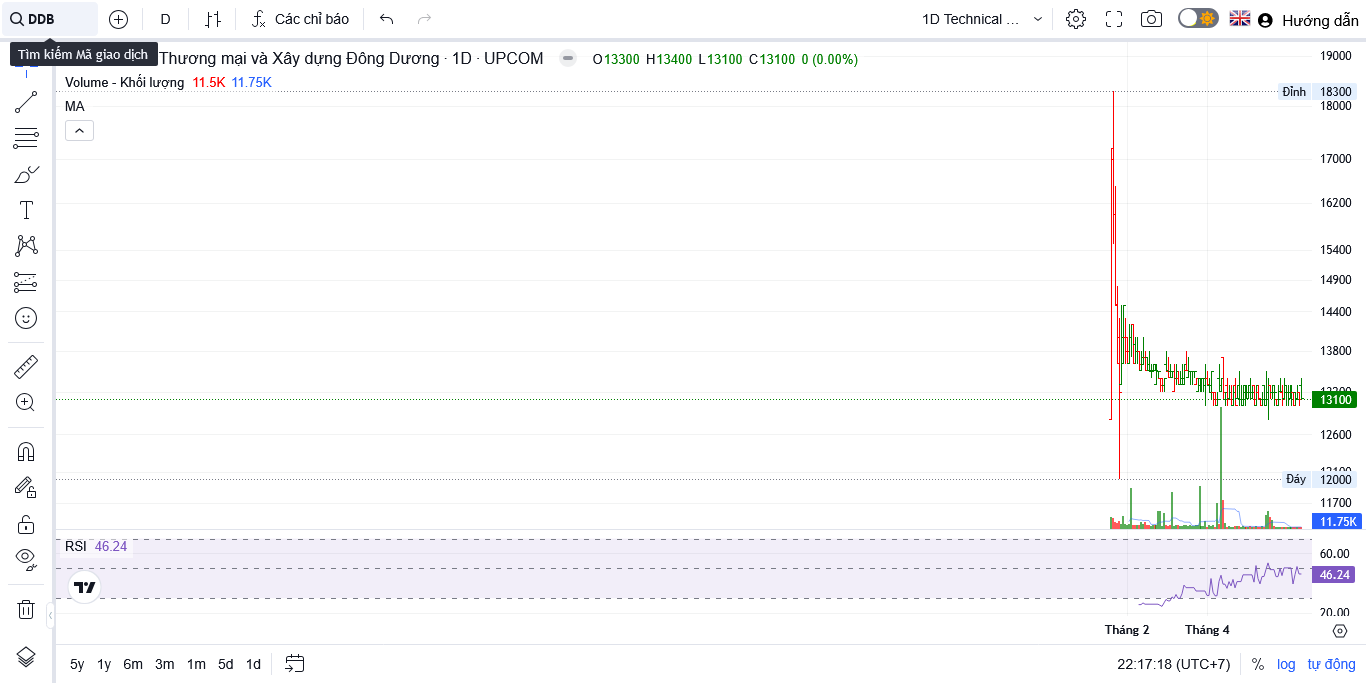 DDB
D
Các chỉ báo
1D Technical ...
Hướng dẫn
Tìm kiếm Mã giao dịch
Thương mại và Xây dựng Đông Dương · 1D · UPCOM
O13300 H13400 L13100 C13100 0 (0.00%)
Volume - Khối lượng 11.5K 11.75K
MA
19000
Đỉnh 18300
18000
17000
16200
15400
14900
14400
13800
13200
13100
12600
12100
Đáy 12000
11700
11.75K
RSI 46.24
60.00
46.24
20.00
Tháng 2 Tháng 4
5y 1y 6m 3m 1m 5d 1d
22:17:18 (UTC+7) % log tự động